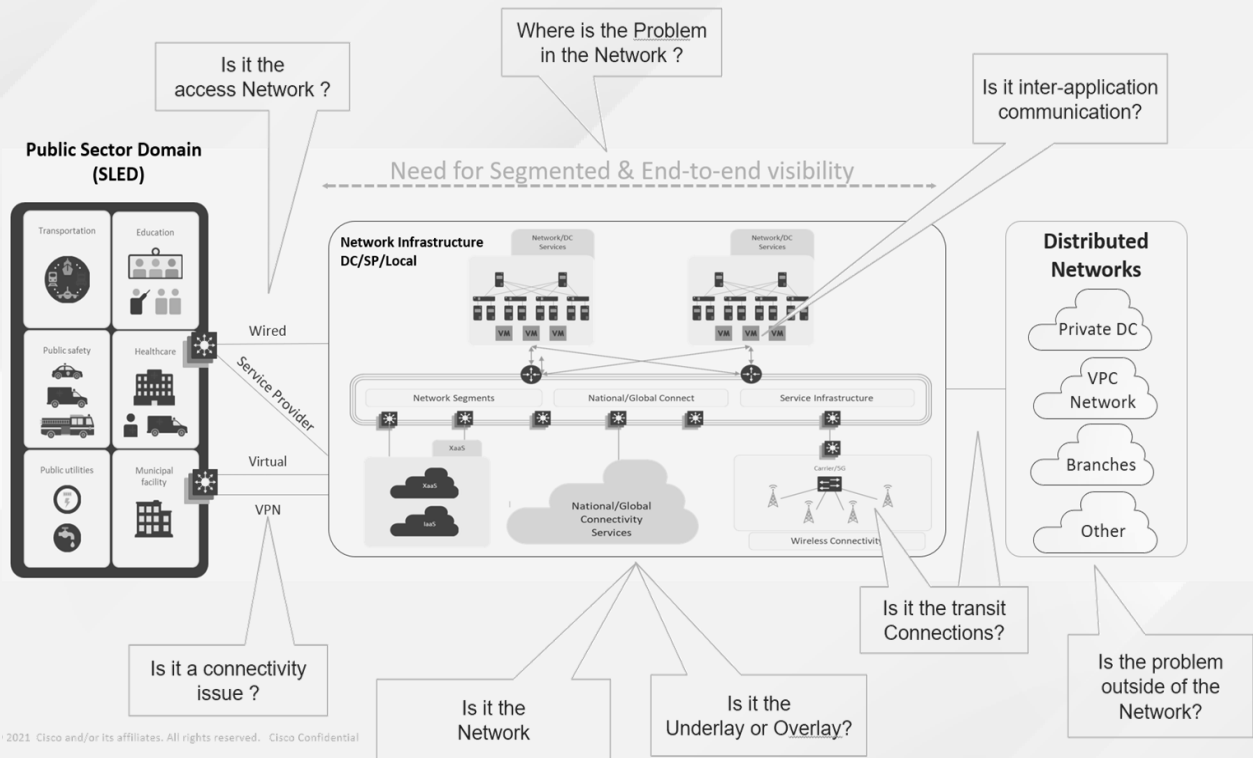 Where is the Problem
in the Network ?
Is it the
access Network ?
Is it inter-application
communication?
Public Sector Domain
(SLED)
Need for Segmented & End-to-end visibility
Transportation
Education
Public safety
Healthcare
Public utilities
Municipal
facility
Wired
Service Provider
Virtual
VPN
Network Infrastructure
DC/SP/Local
Network/DC
Services
Network/DC
Services
VM
VM
VM
VM
VM
VM
Network Segments
National/Global Connect
Service Infrastructure
XaaS
XaaS
IaaS
National/Global
Connectivity
Services
Carrier/5G
Wireless Connectivity
Distributed
Networks
Private DC
VPC
Network
Branches
Other
Is it a connectivity
issue ?
Is it the
Network
Is it the
Underlay or Overlay?
Is it the transit
Connections?
Is the problem
outside of the
Network?
2021 Cisco and/or its affiliates. All rights reserved. Cisco Confidential